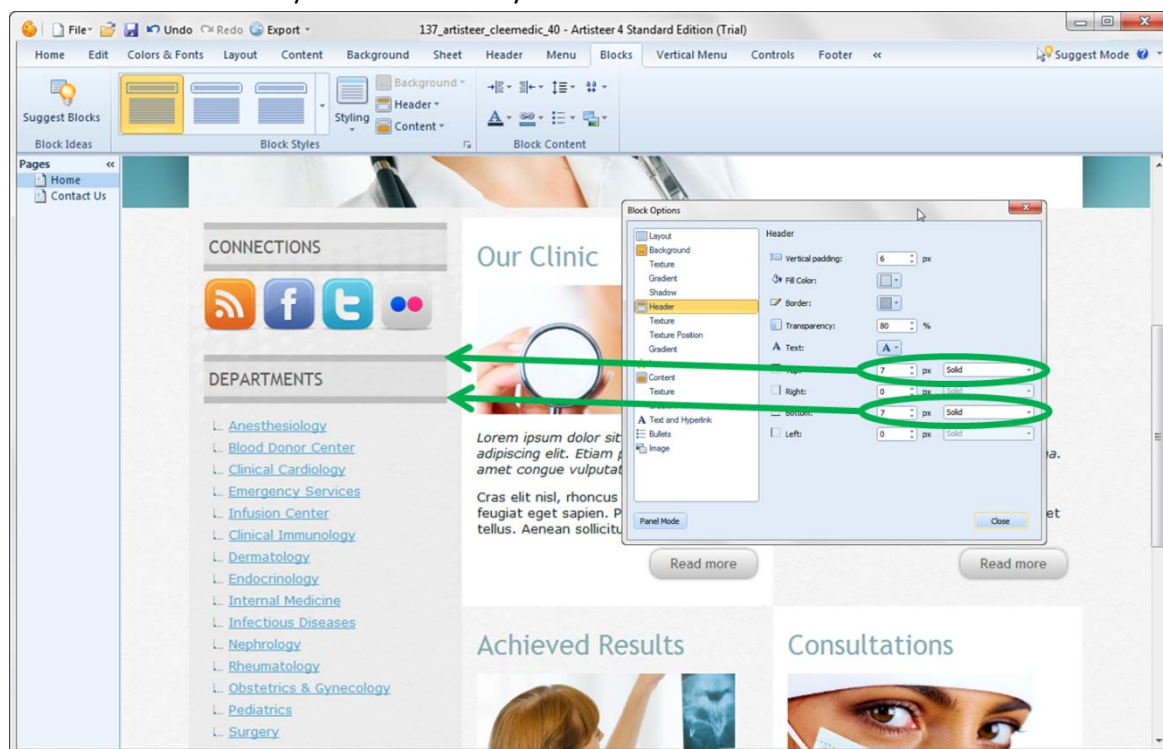 File Undo Redo Export 137_artisteer_cleemedic_40 - Artisteer 4 Standard Edition (Trial)
Home Edit Colors & Fonts Layout Content Background Sheet Header Menu Blocks Vertical Menu Controls Footer « Suggest Mode
Suggest Blocks
Styling
Background
Header
Content
Block Ideas Block Styles Block Content
Pages «
Home
Contact Us
CONNECTIONS
DEPARTMENTS
Anesthesiology
Blood Donor Center
Clinical Cardiology
Emergency Services
Infusion Center
Clinical Immunology
Dermatology
Endocrinology
Internal Medicine
Infectious Diseases
Nephrology
Rheumatology
Obstetrics & Gynecology
Pediatrics
Surgery
Our Clinic
Lorem ipsum dolor sit
adipiscing elit. Etiam
amet congue vulputat
Cras elit nisl, rhoncus
feugiat eget sapien. P
tellus. Aenean sollicitu
Read more
Block Options
Layout
Background
Texture
Gradient
Shadow
Header
Texture
Texture Position
Gradient
Content
Texture
Text and Hyperlink
Bullets
Image
Header
Vertical padding: 6 px
Fill Color:
Border:
Transparency: 80 %
Text:
7 px Solid
Right: 0 px Solid
Bottom: 7 px Solid
Left: 0 px Solid
Panel Mode Close
a.
et
Read more
Achieved Results
Consultations